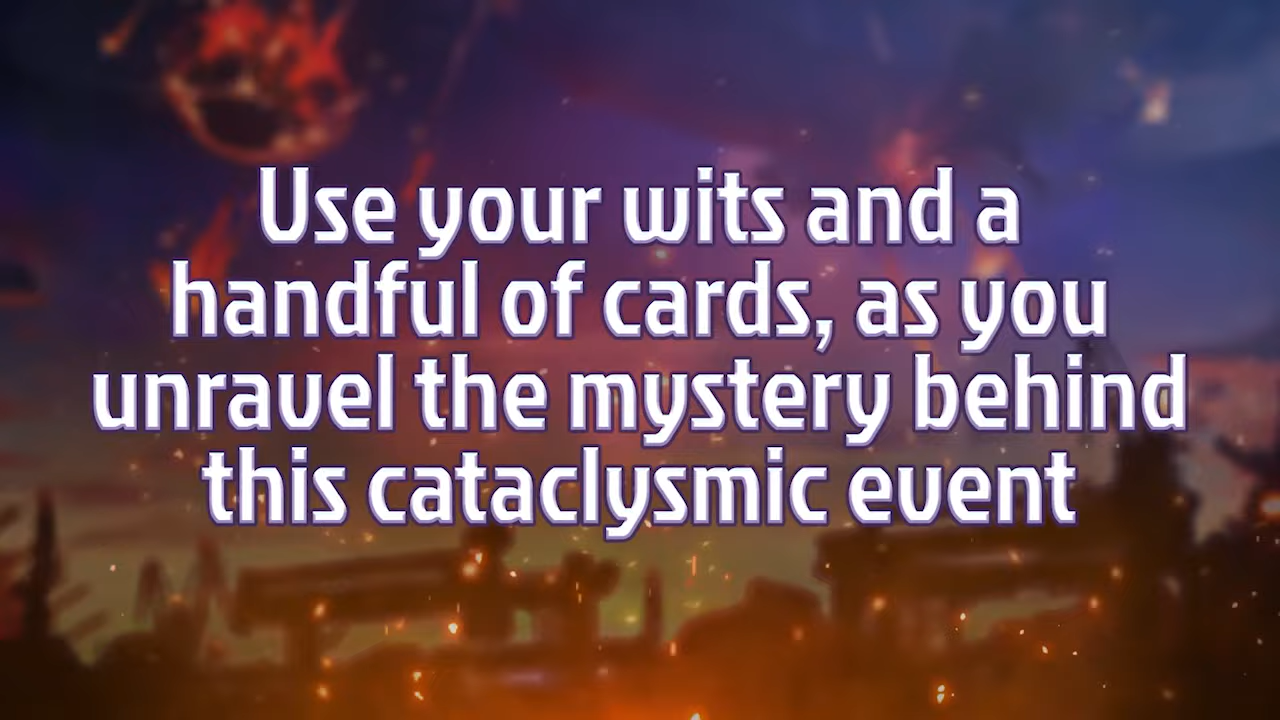 Use your wits and a
handful of cards, as you
unravel the mystery behind
this cataclysmic event